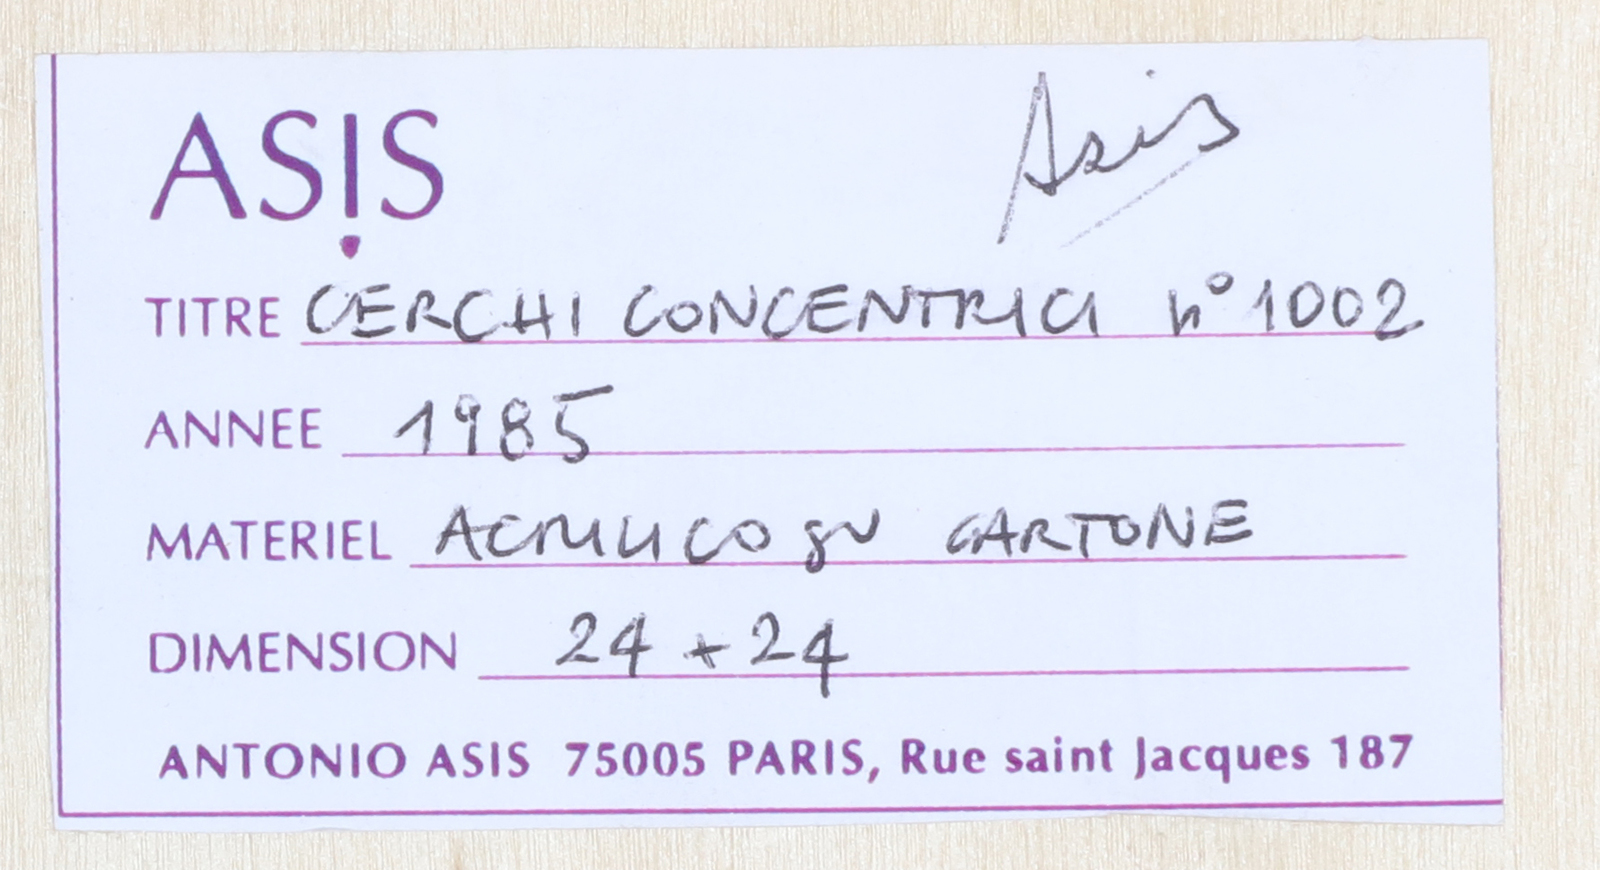 ASIS
Asis
TITRE CERCHI CONCENTRICI n° 1002
ANNEE 1985
MATERIEL ACRILICO SU CARTONE
DIMENSION 24 + 24
ANTONIO ASIS 75005 PARIS, Rue saint Jacques 187